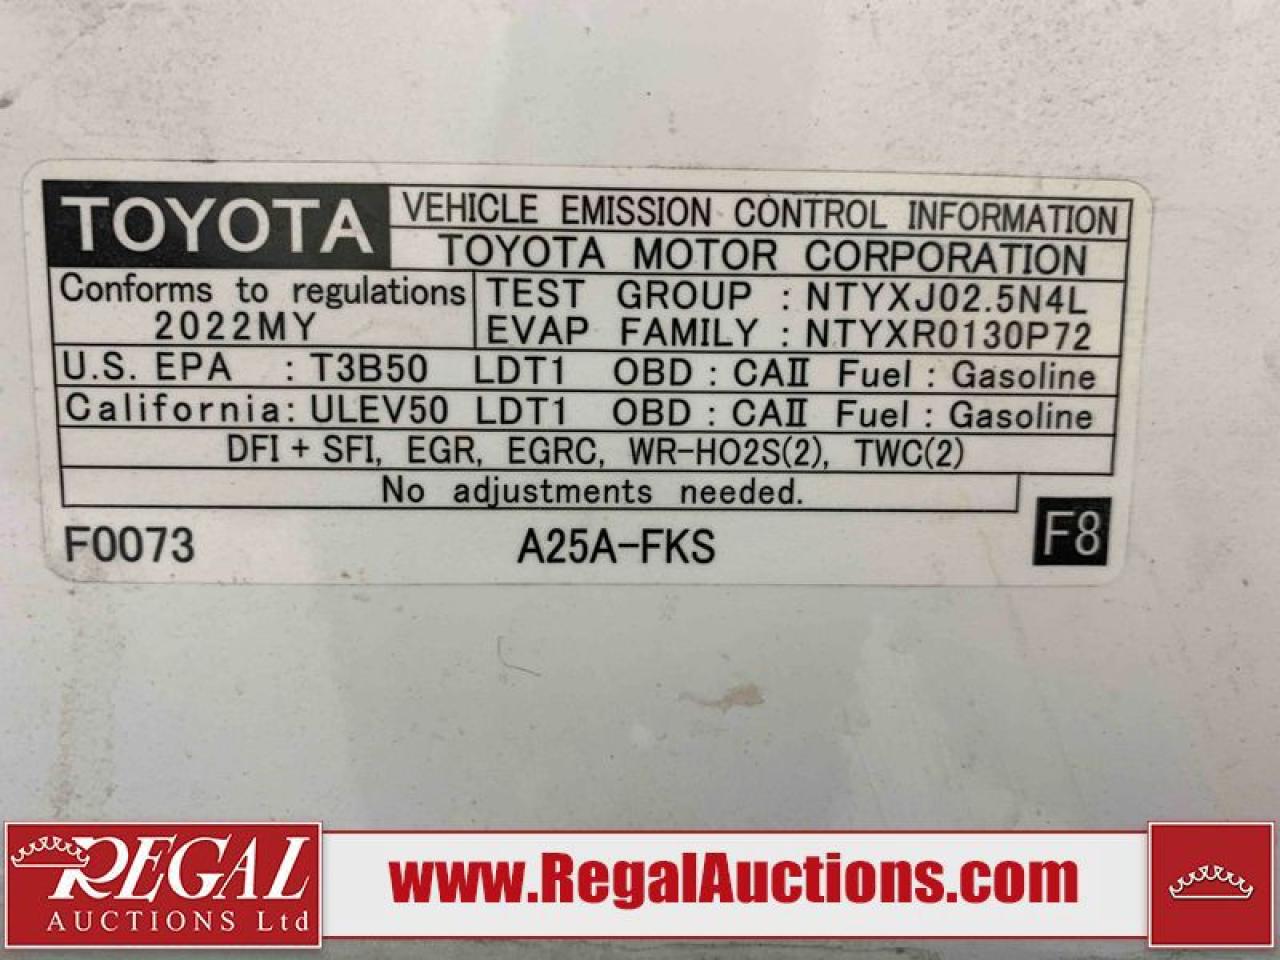 TOYOTA
VEHICLE EMISSION CONTROL INFORMATION
TOYOTA MOTOR CORPORATION
Conforms to regulations
2022MY
TEST GROUP : NTYXJ02.5N4L
EVAP FAMILY : NTYXR0130P72
U.S. EPA : T3B50 LDT1 OBD : CAII Fuel : Gasoline
California: ULEV50 LDT1 OBD : CAII Fuel : Gasoline
DFI + SFI, EGR, EGRC, WR-HO2S(2), TWC(2)
No adjustments needed.
F0073 A25A-FKS F8
REGAL
AUCTIONS Ltd
www.RegalAuctions.com